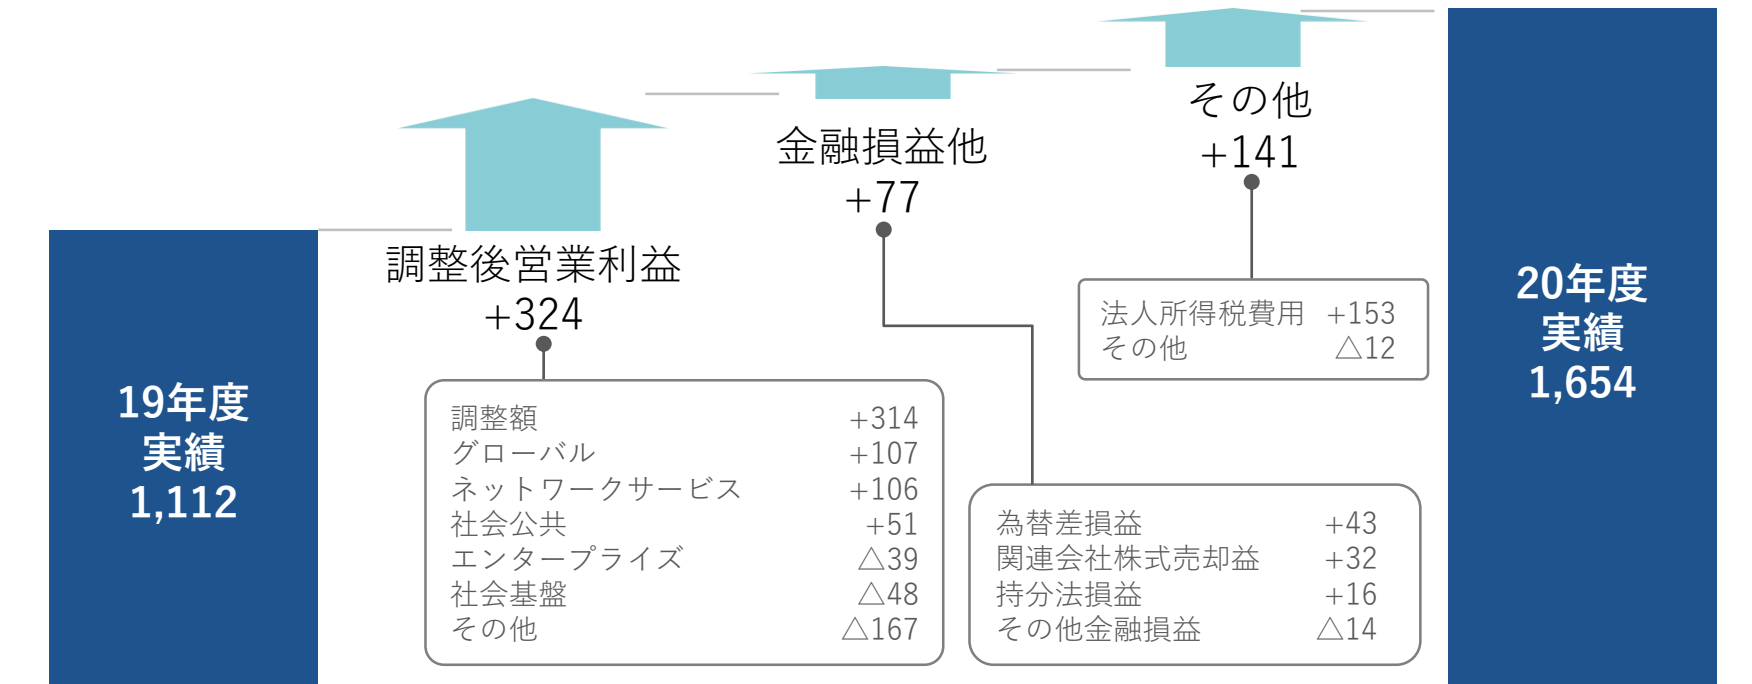 19年度
実績
1,112
調整後営業利益
+324
調整額 +314
グローバル +107
ネットワークサービス +106
社会公共 +51
エンタープライズ △39
社会基盤 △48
その他 △167
金融損益他
+77
為替差損益 +43
関連会社株式売却益 +32
持分法損益 +16
その他金融損益 △14
その他
+141
法人所得税費用 +153
その他 △12
20年度
実績
1,654